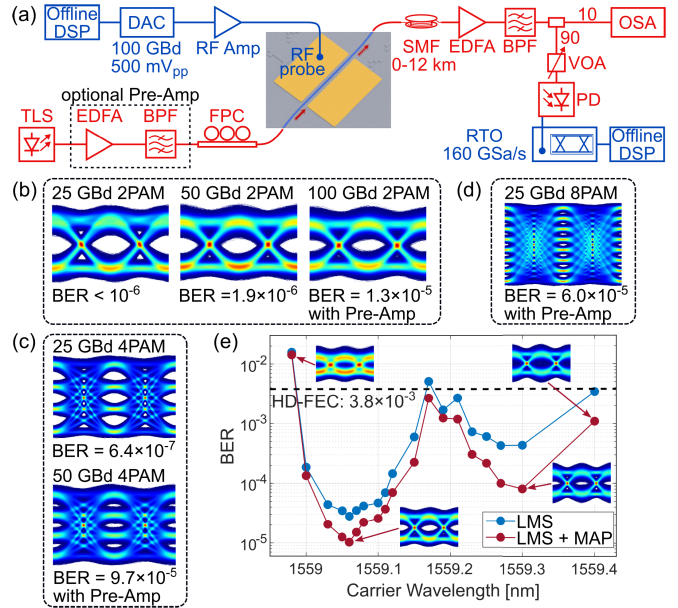 (a)
Offline
DSP
DAC
RF Amp
100 GBd
500 mVpp
RF
probe
optional Pre-Amp
TLS
EDFA
BPF
FPC
SMF
0-12 km
EDFA
BPF
10
OSA
90
VOA
PD
RTO
160 GSa/s
Offline
DSP
(b)
25 GBd 2PAM
50 GBd 2PAM
100 GBd 2PAM
BER < 10⁻⁶
BER =1.9×10⁻⁶
BER = 1.3×10⁻⁵
with Pre-Amp
(d)
25 GBd 8PAM
BER = 6.0×10⁻⁵
with Pre-Amp
(c)
25 GBd 4PAM
BER = 6.4×10⁻⁷
50 GBd 4PAM
BER = 9.7×10⁻⁵
with Pre-Amp
(e)
10⁻²
10⁻³
10⁻⁴
10⁻⁵
BER
HD-FEC: 3.8×10⁻³
LMS
LMS + MAP
1559
1559.1
1559.2
1559.3
1559.4
Carrier Wavelength [nm]